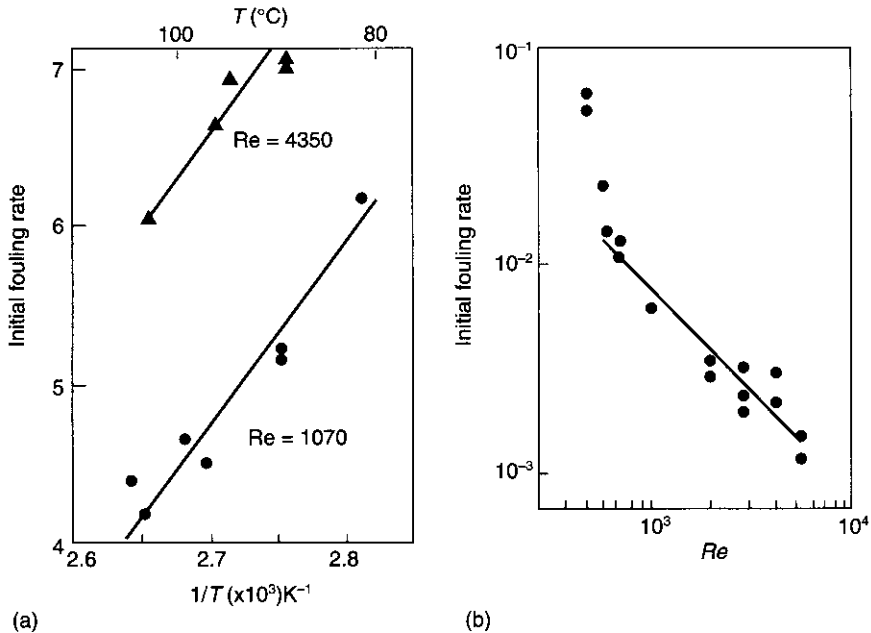 T (°C)
100
80
7
6
5
4
Initial fouling rate
Re = 4350
Re = 1070
2.6
2.7
2.8
1/T (x10³)K⁻¹
(a)
10⁻¹
10⁻²
10⁻³
Initial fouling rate
10³
10⁴
Re
(b)